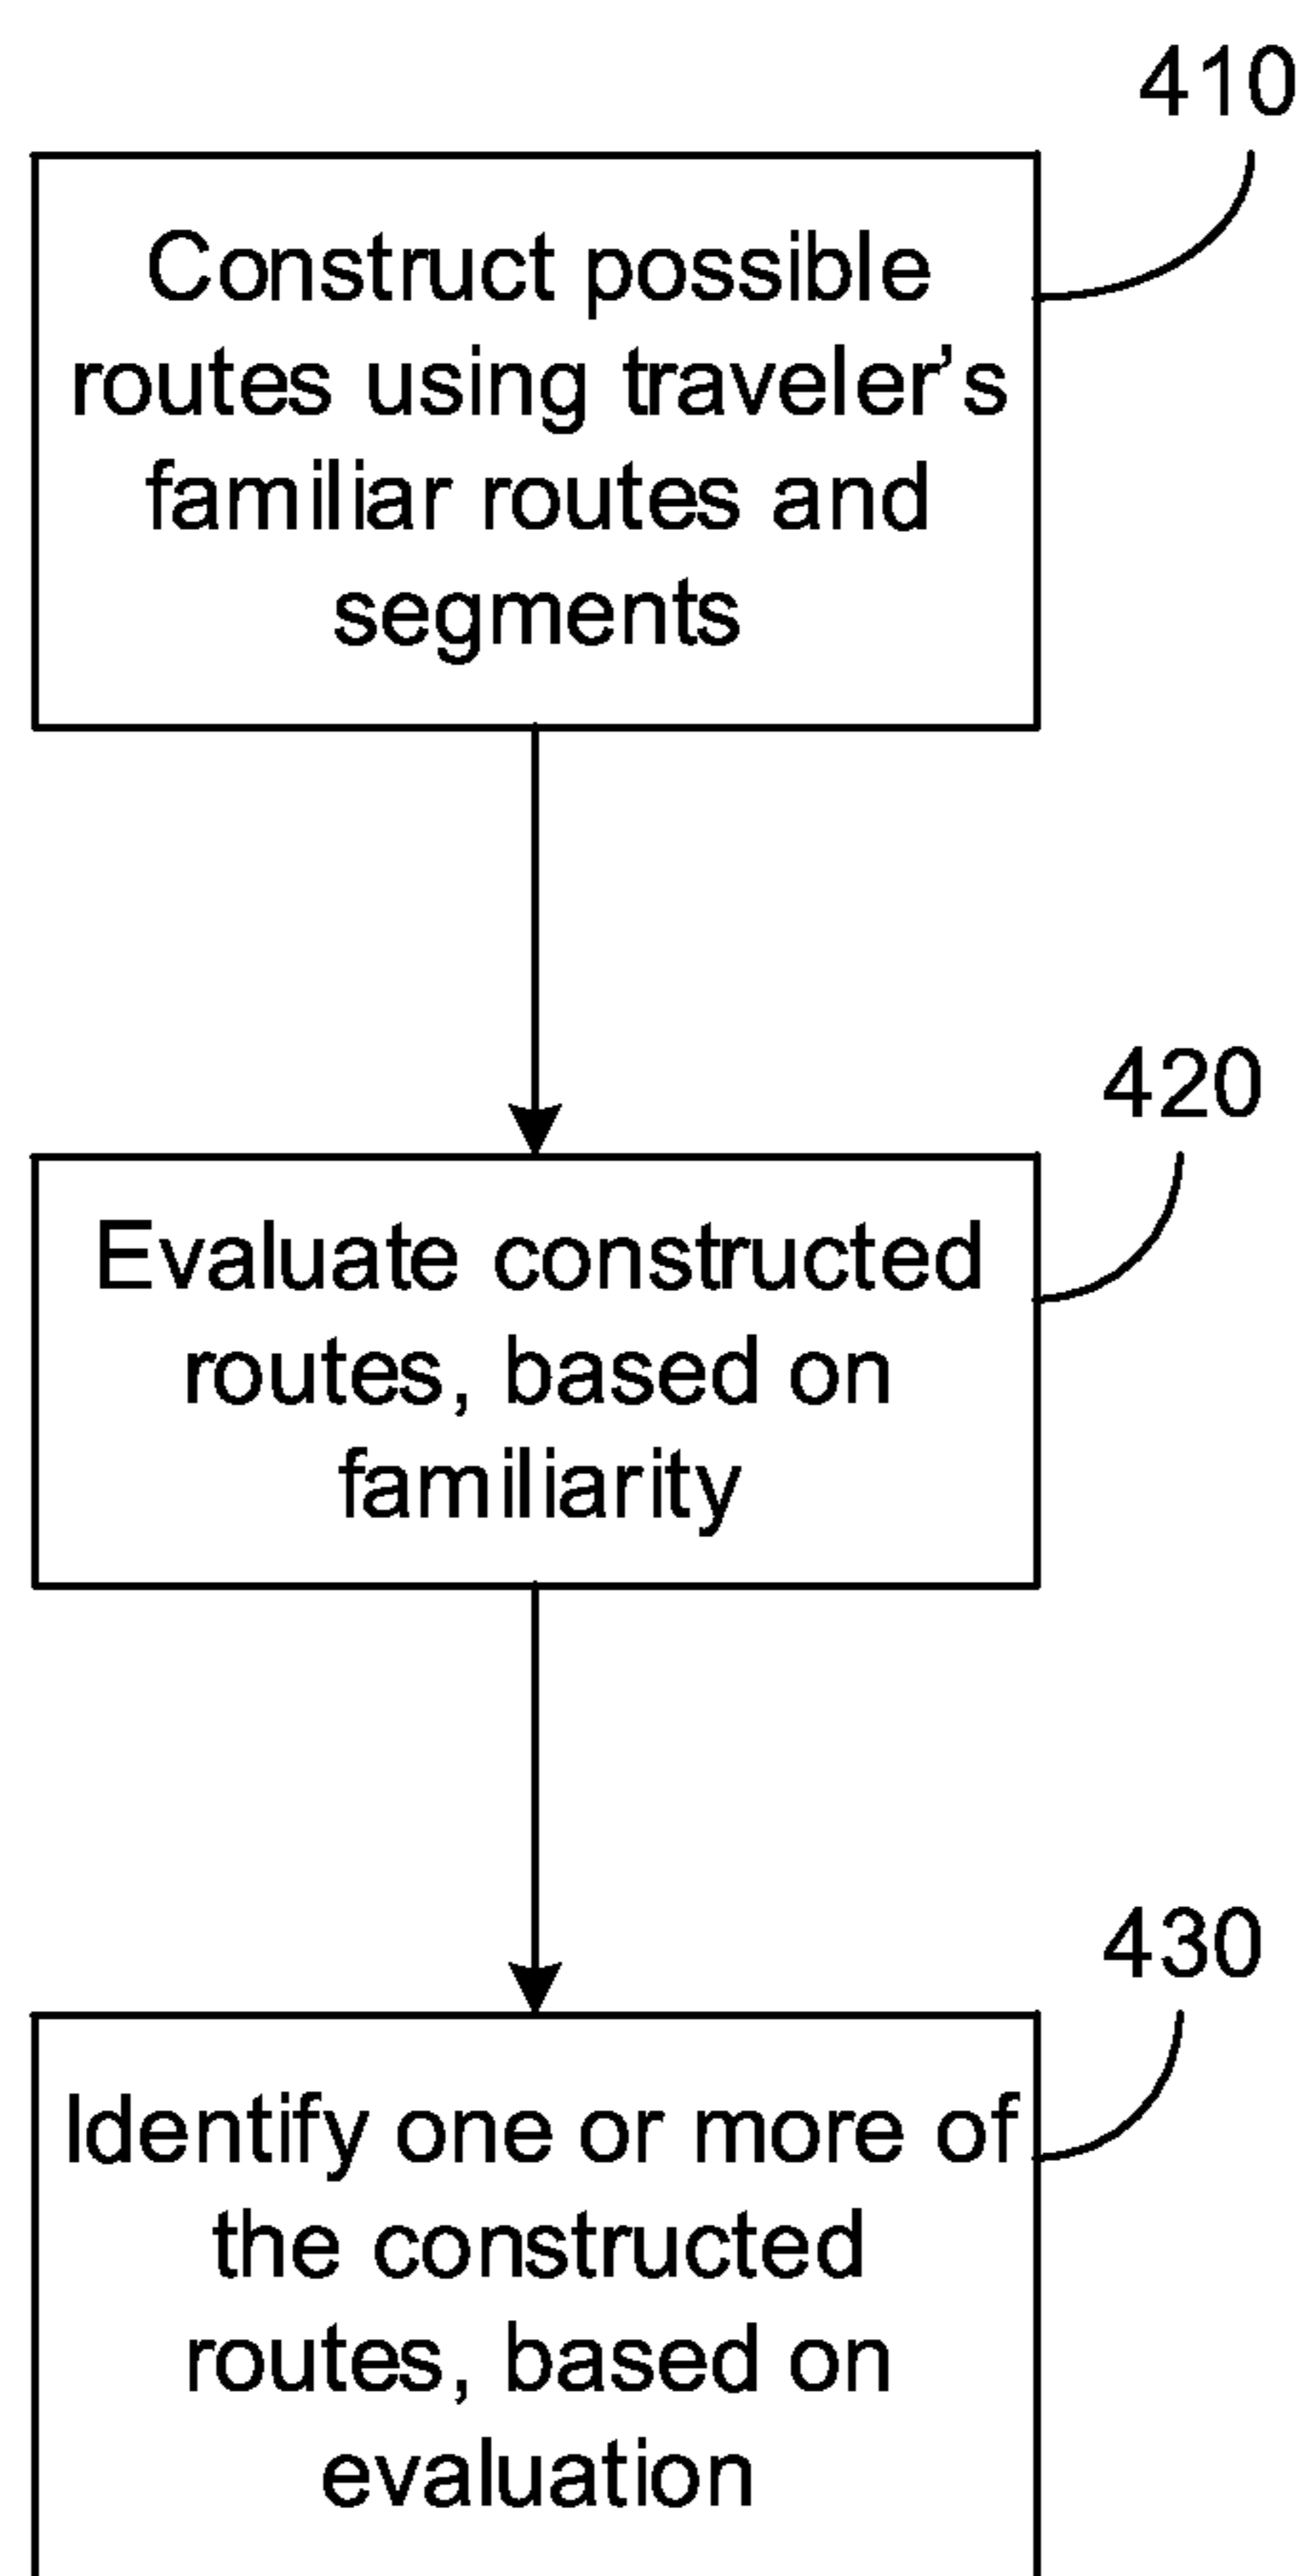 410
Construct possible
routes using traveler’s
familiar routes and
segments
420
Evaluate constructed
routes, based on
familiarity
430
Identify one or more of
the constructed
routes, based on
evaluation